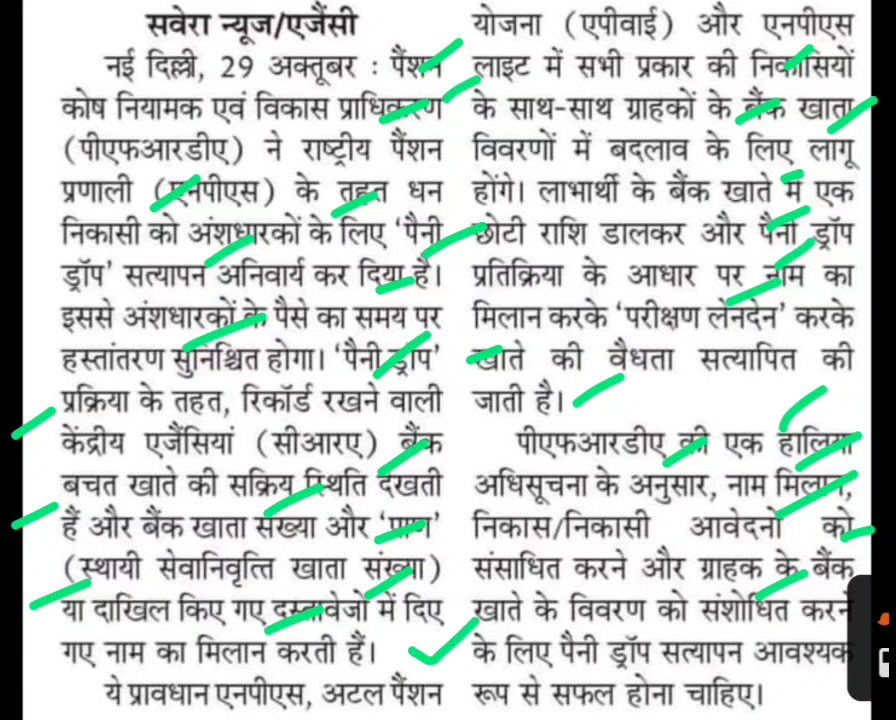 सवेरा न्यूज/एजैंसी
नई दिल्ली, 29 अक्तूबर : पैंशन
कोष नियामक एवं विकास प्राधिकरण
(पीएफआरडीए) ने राष्ट्रीय पैंशन
प्रणाली (एनपीएस) के तहत धन
निकासी को अंशधारकों के लिए 'पैनी
ड्रॉप' सत्यापन अनिवार्य कर दिया है।
इससे अंशधारकों के पैसे का समय पर
हस्तांतरण सुनिश्चित होगा। 'पैनी ड्रॉप'
प्रक्रिया के तहत, रिकॉर्ड रखने वाली
केंद्रीय एजैंसियां (सीआरए) बैंक
बचत खाते की सक्रिय स्थिति देखती
हैं और बैंक खाता संख्या और 'प्राण'
(स्थायी सेवानिवृत्ति खाता संख्या)
या दाखिल किए गए दस्तावेजों में दिए
गए नाम का मिलान करती हैं।
ये प्रावधान एनपीएस, अटल पैंशन
योजना (एपीवाई) और एनपीएस
लाइट में सभी प्रकार की निकासियों
के साथ-साथ ग्राहकों के बैंक खाता
विवरणों में बदलाव के लिए लागू
होंगे। लाभार्थी के बैंक खाते में एक
छोटी राशि डालकर और पैनी ड्रॉप
प्रतिक्रिया के आधार पर नाम का
मिलान करके 'परीक्षण लेनदेन' करके
खाते की वैधता सत्यापित की
जाती है।
पीएफआरडीए की एक हालिया
अधिसूचना के अनुसार, नाम मिलान,
निकास/निकासी आवेदनों को
संसाधित करने और ग्राहक के बैंक
खाते के विवरण को संशोधित करने
के लिए पैनी ड्रॉप सत्यापन आवश्यक
रूप से सफल होना चाहिए।